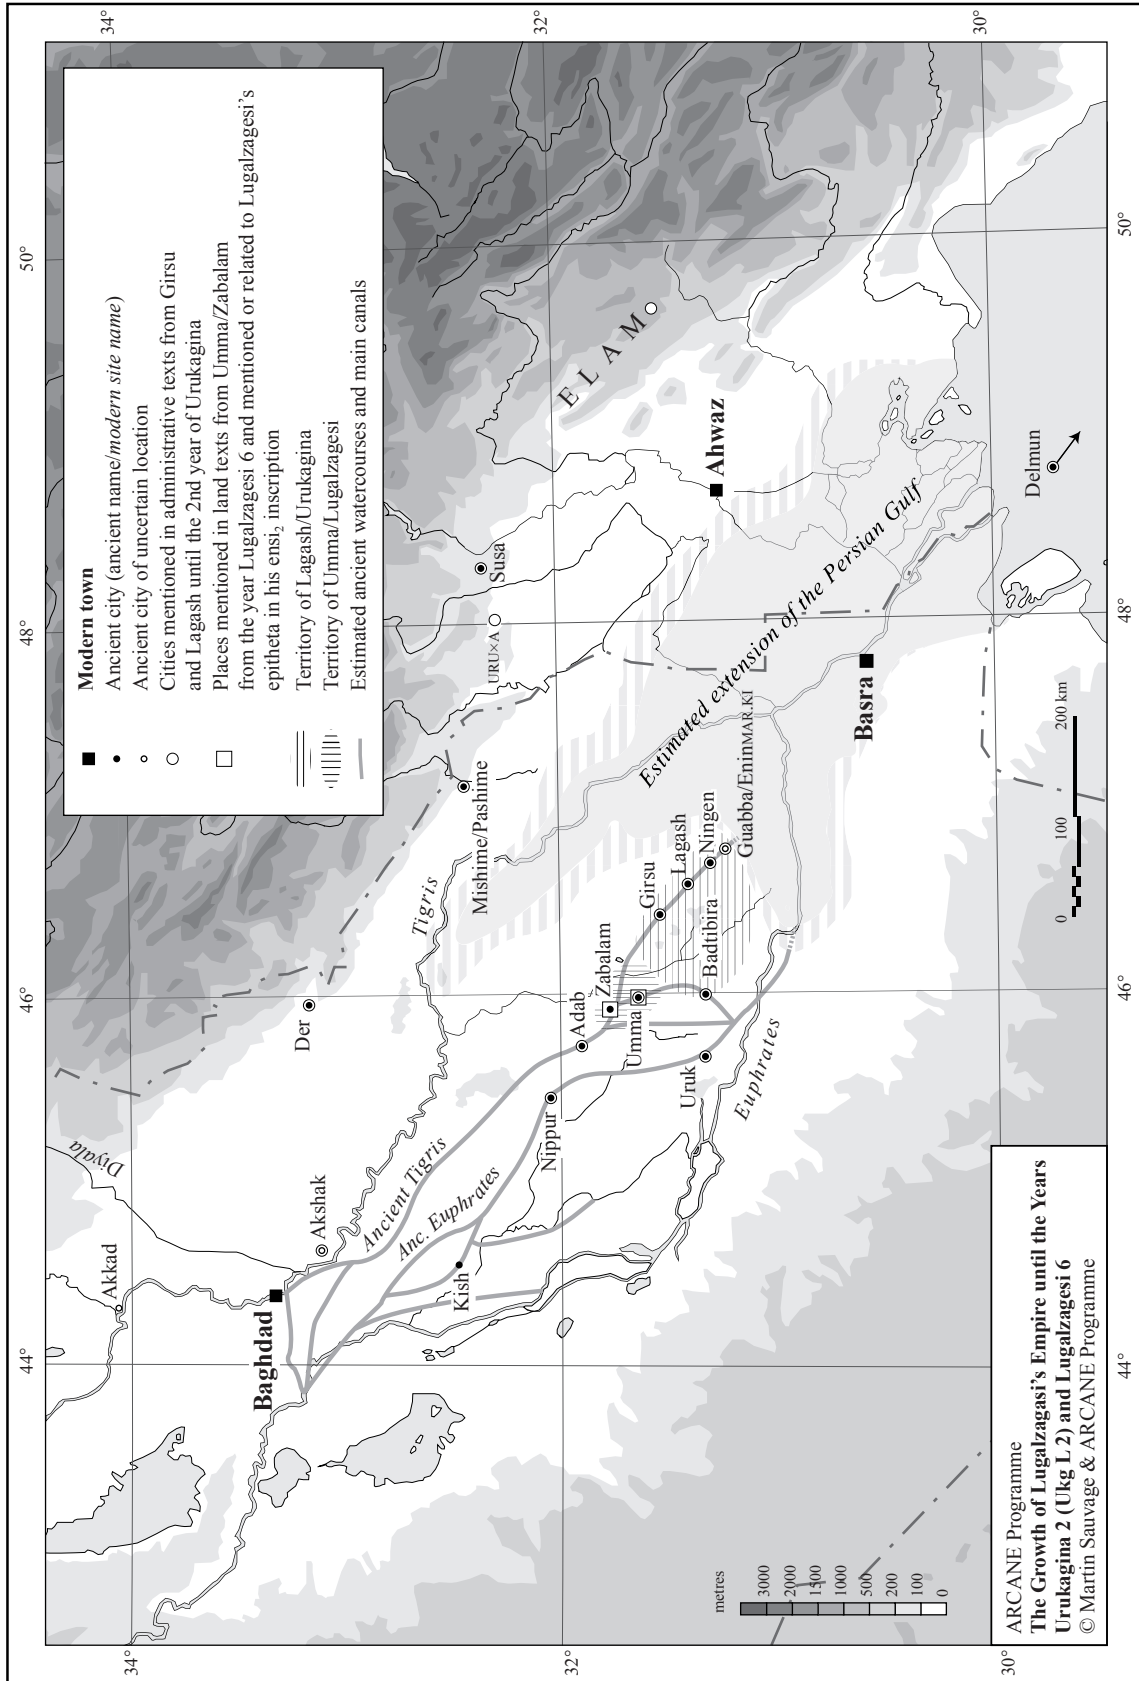 34°
32°
30°
50°
48°
46°
44°
50°
48°
46°
44°
34°
32°
30°
Modern town
Ancient city (ancient name/modern site name)
Ancient city of uncertain location
Cities mentioned in administrative texts from Girsu
and Lagash until the 2nd year of Urukagina
Places mentioned in land texts from Umma/Zabalam
from the year Lugalzagesi 6 and mentioned or related to Lugalzagesi's
epitheta in his ensi₂ inscription
Territory of Lagash/Urukagina
Territory of Umma/Lugalzagesi
Estimated ancient watercourses and main canals
ELAM
Ahwaz
Susa
URU×A
Delmun
Estimated extension of the Persian Gulf
Basra
Mishime/Pashime
Tigris
Der
Diyala
Akkad
Akshak
Baghdad
Ancient Tigris
Anc. Euphrates
Kish
Nippur
Adab
Zabalam
Umma
Girsu
Lagash
Ningen
Guabba/EninMAR.KI
Badtibira
Uruk
Euphrates
0 100 200 km
metres
3000
2000
1500
1000
500
200
100
0
ARCANE Programme
The Growth of Lugalzagasi's Empire until the Years
Urukagina 2 (Ukg L 2) and Lugalzagesi 6
© Martin Sauvage & ARCANE Programme